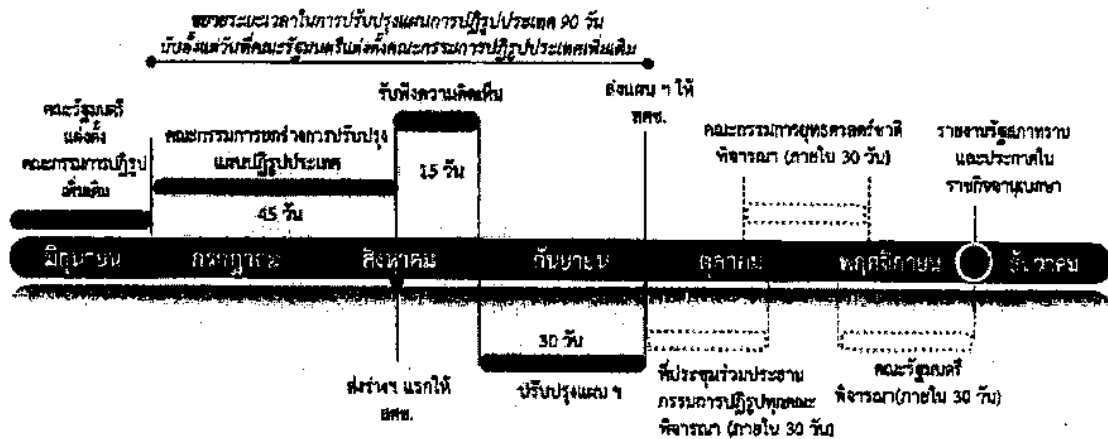 ขยายระยะเวลาในการปรับปรุงแผนการปฏิรูปประเทศ 90 วัน
นับตั้งแต่วันที่คณะรัฐมนตรีแต่งตั้งคณะกรรมการปฏิรูปประเทศเพิ่มเติม
คณะรัฐมนตรี
แต่งตั้ง
คณะกรรมการปฏิรูป
เพิ่มเติม
คณะกรรมการยกร่างการปรับปรุง
แผนปฏิรูปประเทศ
45 วัน
รับฟังความคิดเห็น
15 วัน
ส่งแผน ฯ ให้
สศช.
คณะกรรมการยุทธศาสตร์ชาติ
พิจารณา (ภายใน 30 วัน)
รายงานรัฐสภาทราบ
และประกาศใน
ราชกิจจานุเบกษา
มิถุนายน
กรกฎาคม
สิงหาคม
กันยายน
ตุลาคม
พฤศจิกายน
ธันวาคม
ส่งร่างฯ แรกให้
สศช.
30 วัน
ปรับปรุงแผน ฯ
ที่ประชุมร่วมประธาน
กรรมการปฏิรูปทุกคณะ
พิจารณา (ภายใน 30 วัน)
คณะรัฐมนตรี
พิจารณา(ภายใน 30 วัน)